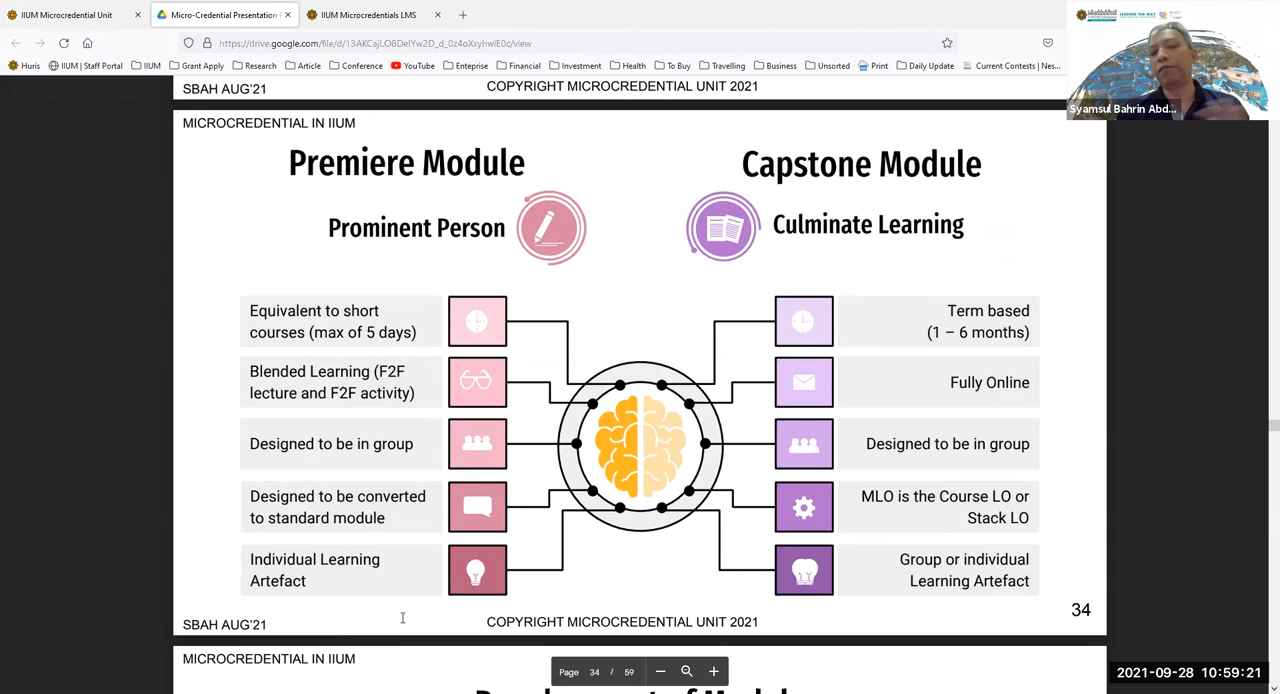 IIUM Microcredential Unit
Micro-Credential Presentation
IIUM Microcredentials LMS
https://drive.google.com/file/d/13AKCajLO8DeIYw2D_d_0z4oXxyhwIE0c/view
Huris
IIUM | Staff Portal
IIUM
Grant Apply
Research
Article
Conference
YouTube
Enteprise
Financial
Investment
Health
To Buy
Travelling
Business
Unsorted
Print
Daily Update
Current Contests | Nes...
LEADING THE WAY
Syamsul Bahrin Abd...
SBAH AUG'21
COPYRIGHT MICROCREDENTIAL UNIT 2021
MICROCREDENTIAL IN IIUM
Premiere Module
Capstone Module
Prominent Person
Culminate Learning
Equivalent to short
courses (max of 5 days)
Blended Learning (F2F
lecture and F2F activity)
Designed to be in group
Designed to be converted
to standard module
Individual Learning
Artefact
Term based
(1 – 6 months)
Fully Online
Designed to be in group
MLO is the Course LO or
Stack LO
Group or individual
Learning Artefact
34
SBAH AUG'21
COPYRIGHT MICROCREDENTIAL UNIT 2021
MICROCREDENTIAL IN IIUM
Page 34 / 59
2021-09-28 10:59:21